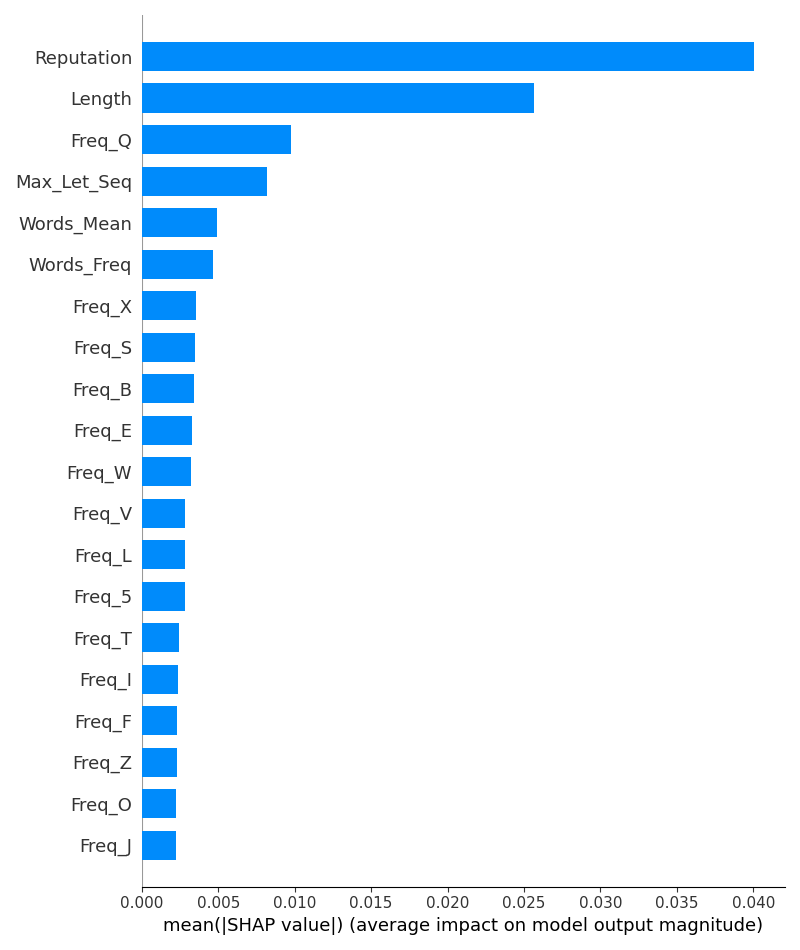 Reputation
Length
Freq_Q
Max_Let_Seq
Words_Mean
Words_Freq
Freq_X
Freq_S
Freq_B
Freq_E
Freq_W
Freq_V
Freq_L
Freq_5
Freq_T
Freq_I
Freq_F
Freq_Z
Freq_O
Freq_J
0.000 0.005 0.010 0.015 0.020 0.025 0.030 0.035 0.040
mean(|SHAP value|) (average impact on model output magnitude)